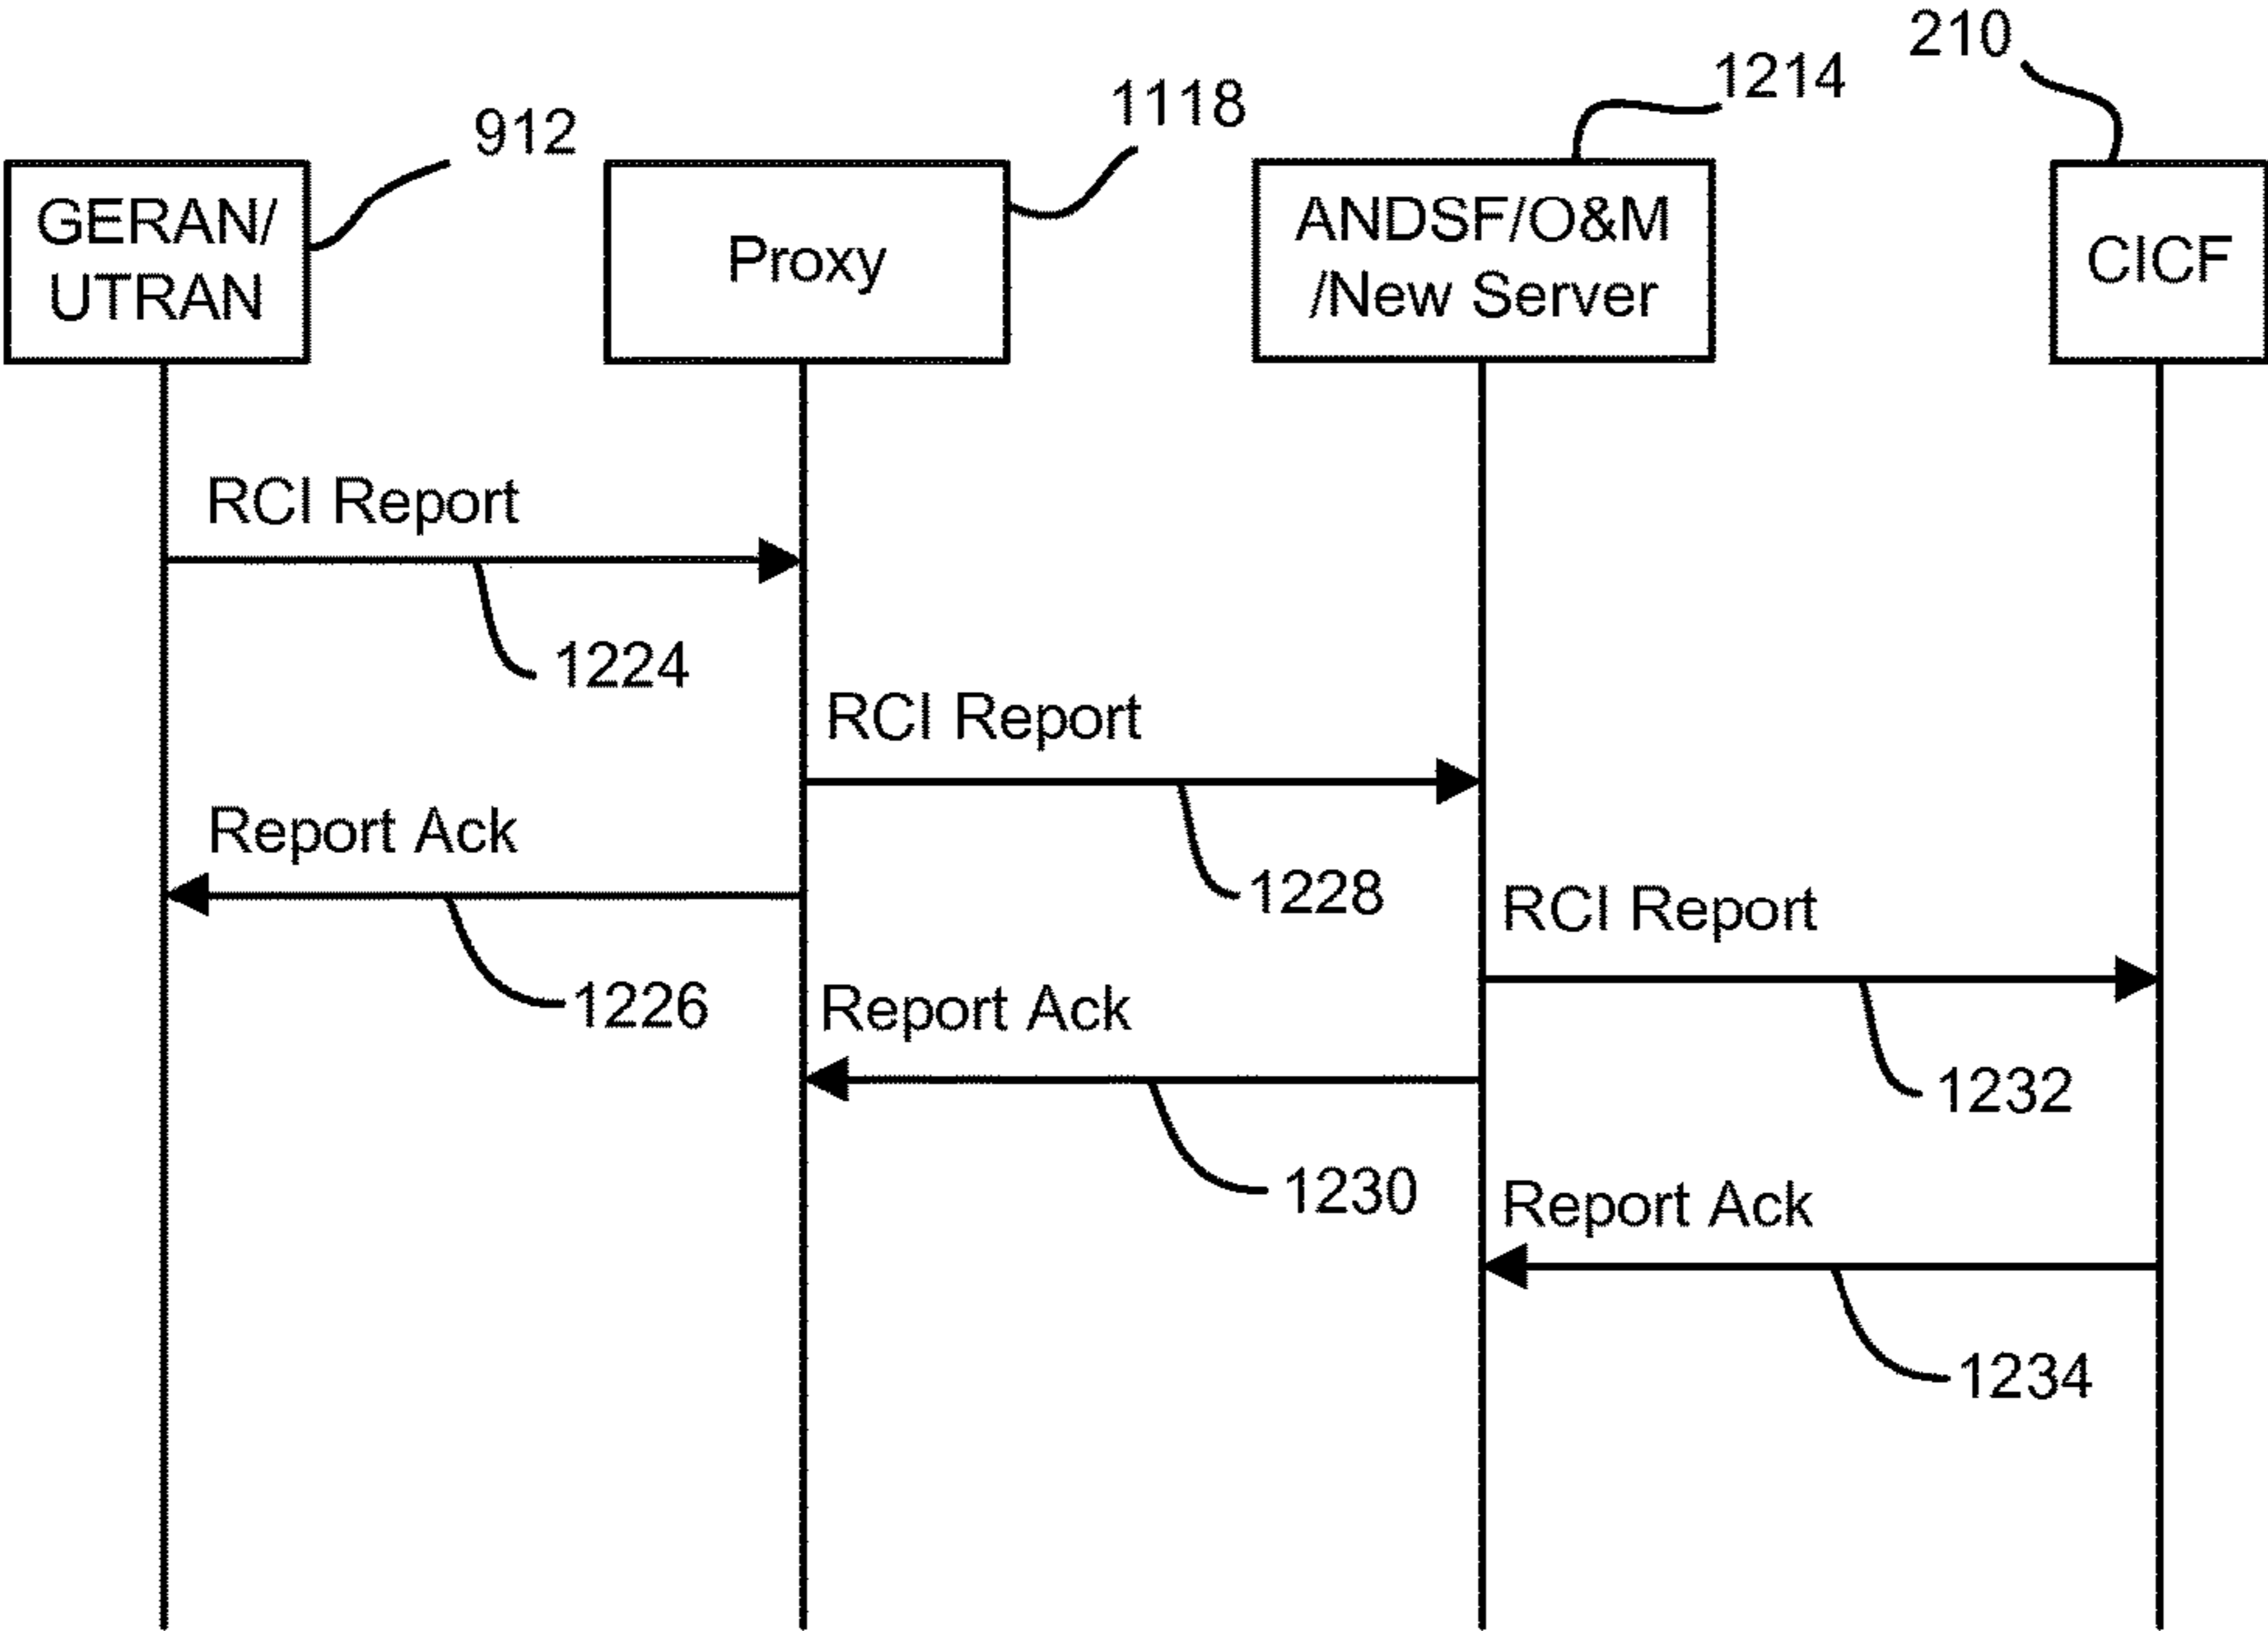 210
1214
1118
912
GERAN/
UTRAN
Proxy
ANDSF/O&M
/New Server
CICF
RCI Report
1224
RCI Report
Report Ack
1228
RCI Report
1226
Report Ack
1232
1230
Report Ack
1234